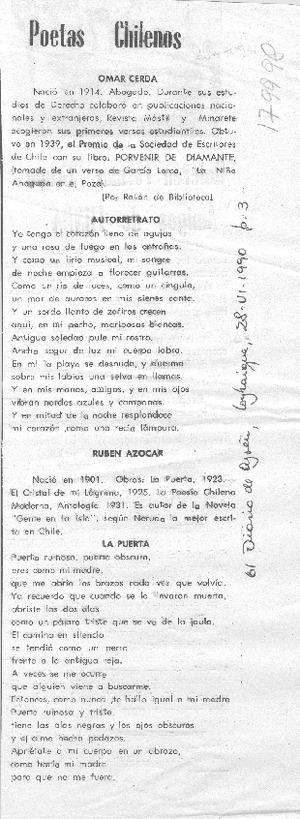 Poetas Chilenos
OMAR CERDA
Nació en 1914. Abogado. Durante sus estu-
dios de Derecho colaboró en publicaciones nacio-
nales y extranjeros. Revista Mástil y Minarete
acogieron sus primeros versos estudiantiles. Obtu-
vo en 1939, el Premio de la Sociedad de Escritores
de Chile con su libro. PORVENIR DE DIAMANTE,
(tomado de un verso de García Lorca, "La Niña
Ahogada en el Pozo).
(Por Ratón de Biblioteca)
AUTORRETRATO
Yo tengo el corazón lleno de agujas
y una rosa de fuego en las entrañas.
Y como un lirio musical, mi sangre
de noche empieza a florecer guitarras.
Como un río de luces, como un cíngulo,
un mar de auroras en mis sienes canta.
Y un sordo llanto de zafiros crecen
aquí, en mi pecho, mariposas blancas.
Antigua soledad pule mi rostro.
Ancho segur de luz mi cuerpo labra.
En mí la playa se desnuda, y
sobre mis labios una selva en llamas.
Y en mis manos, amigos, y en mis ojos
vibran nardos azules y campanas.
Y en mitad de la noche resplandece
mi corazón como una recia lámpara.
RUBEN AZOCAR
Nació en 1901. Obras: La Puerta, 1923.
El Cristal de mi Lágrima, 1925. La Poesía Chilena
Moderna, Antología 1931. Es autor de la Novela
"Gente en la Isla", según Neruda la mejor escri-
ta en Chile.
LA PUERTA
Puerta ruinosa, puerta obscura,
eres como mi madre,
que me abría los brazos cada vez que volvía.
Yo recuerdo que cuando se la llevaron muerta,
abriste las dos alas
como un pájaro triste que se va de la jaula.
El camino en silencio
se tendió como un perro
frente a la antigua reja.
A veces se me ocurre
que alguien viene a buscarme.
Entonces, como nunca, te hallo igual a mi madre
Puerta ruinosa y triste,
tiene las alas negras y los ojos obscuros
y el alma hecha pedazos.
Apriétate a mi cuerpo en un abrazo,
como haría mi madre
para que no me fuera.
179990
El Diario de Aysén, Coyhaique, 28-VI-1990 p. 3